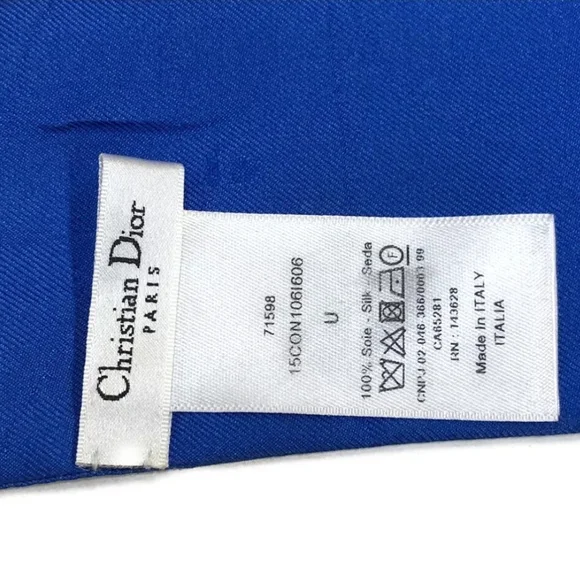 Christian Dior
PARIS
71598
15CON106I606
U
100% Soie - Silk - Seda
F
CNPJ 02 046 366/0003 99
CA65281
RN : 143628
Made In ITALY
ITALIA